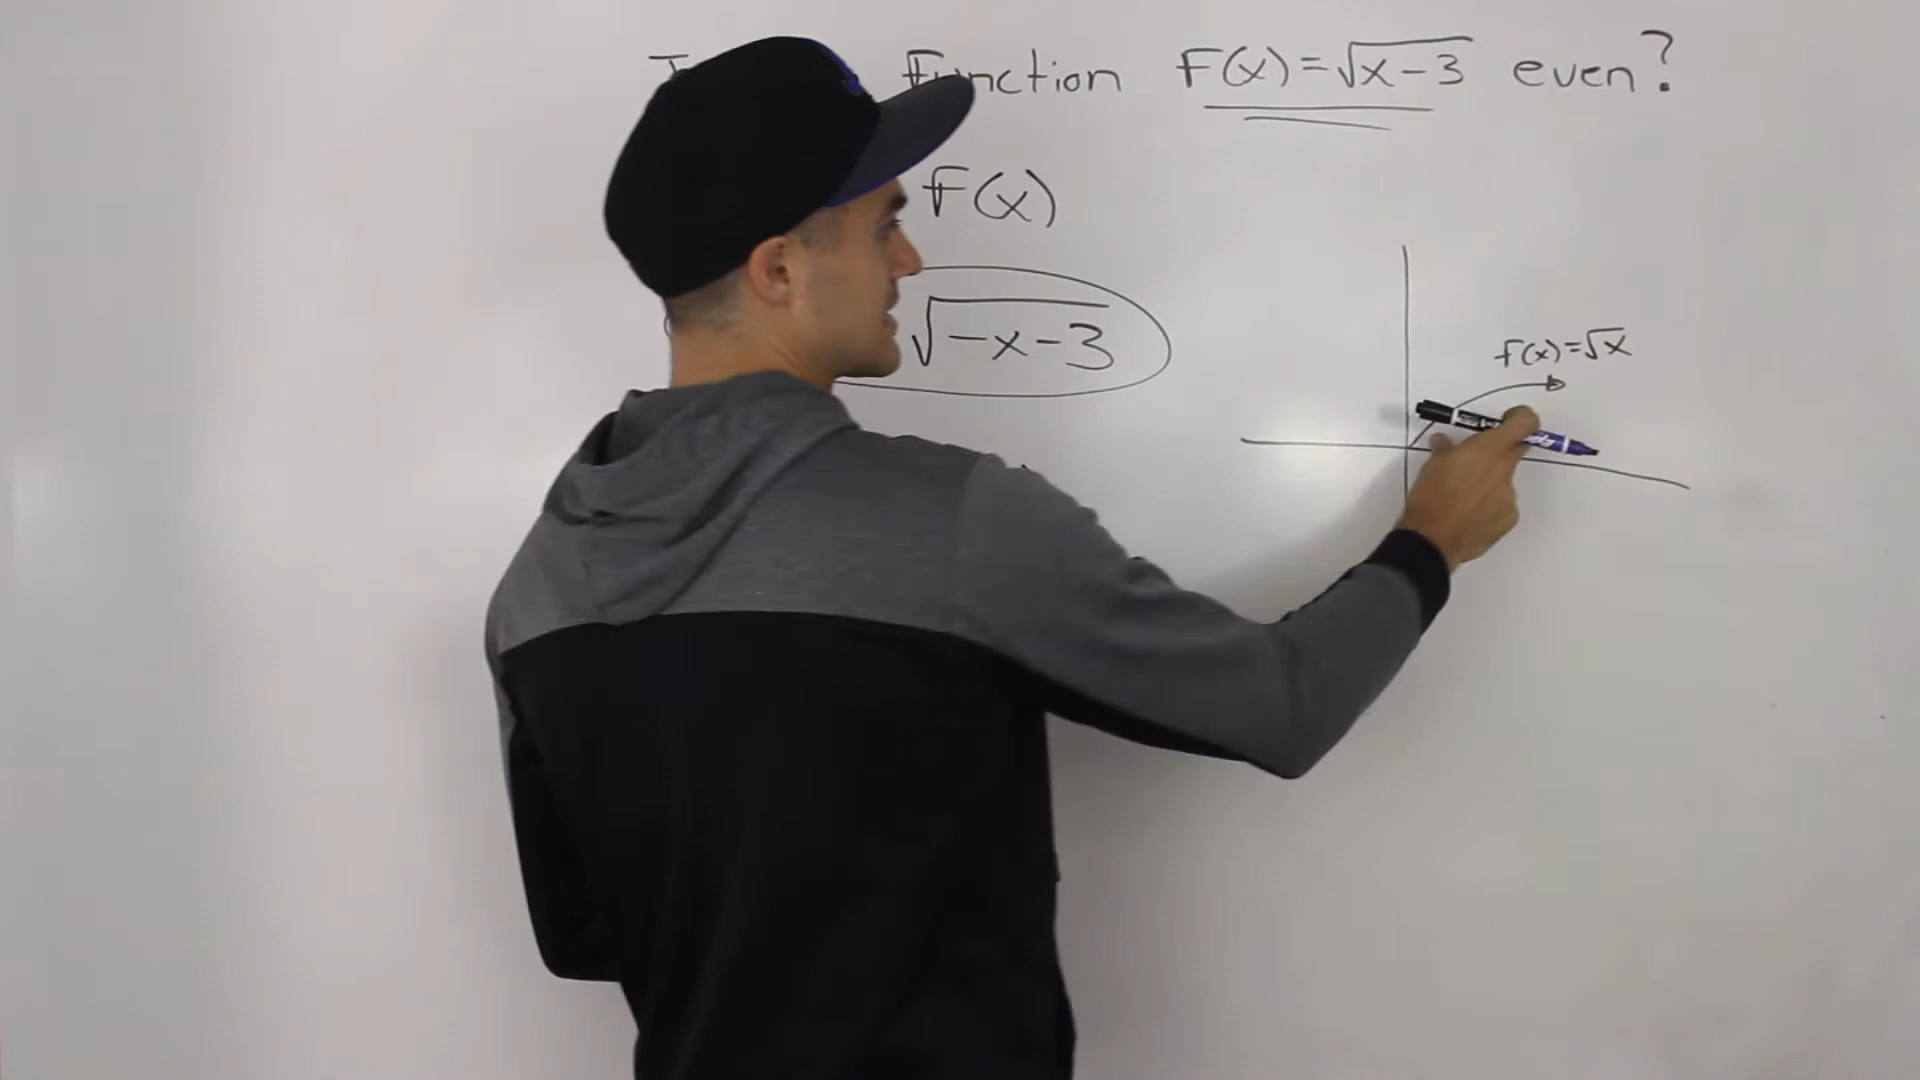 Function F(x)=√x-3 even?
F(x)
√-x-3
f(x)=√x